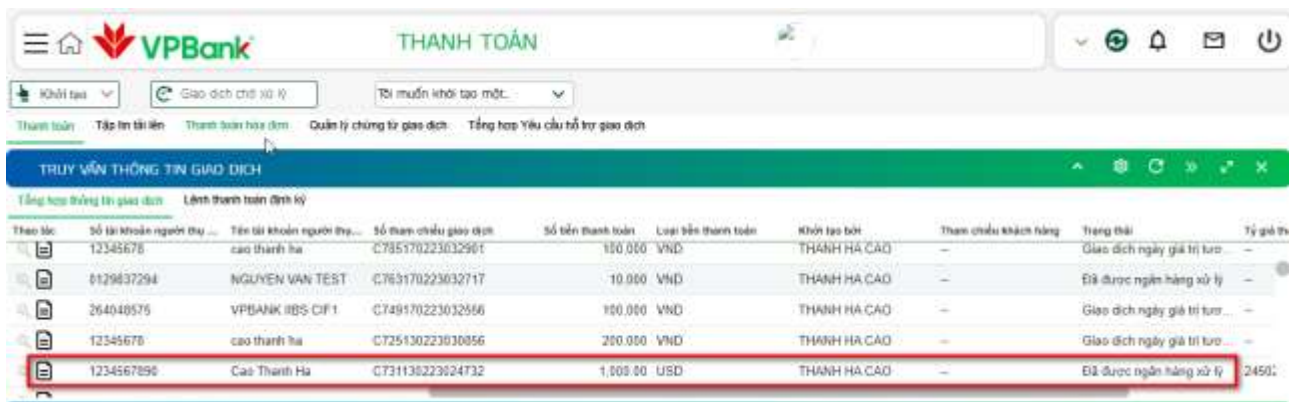 VPBank THANH TOÁN
Khởi tạo Giao dịch chờ xử lý Tôi muốn khởi tạo một..
Thanh toán Tập tin tải lên Thanh toán hóa đơn Quản lý chứng từ giao dịch Tổng hợp Yêu cầu hỗ trợ giao dịch
TRUY VẤN THÔNG TIN GIAO DỊCH
Tổng hợp thông tin giao dịch Lệnh thanh toán định kỳ
Thao tác Số tài khoản người thụ ... Tên tài khoản người thụ... Số tham chiếu giao dịch Số tiền thanh toán Loại tiền thanh toán Khởi tạo bởi Tham chiếu khách hàng Trạng thái Tỷ giá th
12345678 cao thanh ha C785170223032901 100.000 VND THANH HA CAO – Giao dịch ngày giá trị tươ... –
0129837294 NGUYEN VAN TEST C763170223032717 10.000 VND THANH HA CAO – Đã được ngân hàng xử lý –
264048575 VPBANK IIBS CIF1 C749170223032556 100.000 VND THANH HA CAO – Giao dịch ngày giá trị tươ... –
12345678 cao thanh ha C725130223030856 200.000 VND THANH HA CAO – Giao dịch ngày giá trị tươ... –
1234567890 Cao Thanh Ha C731130223024732 1,000.00 USD THANH HA CAO – Đã được ngân hàng xử lý